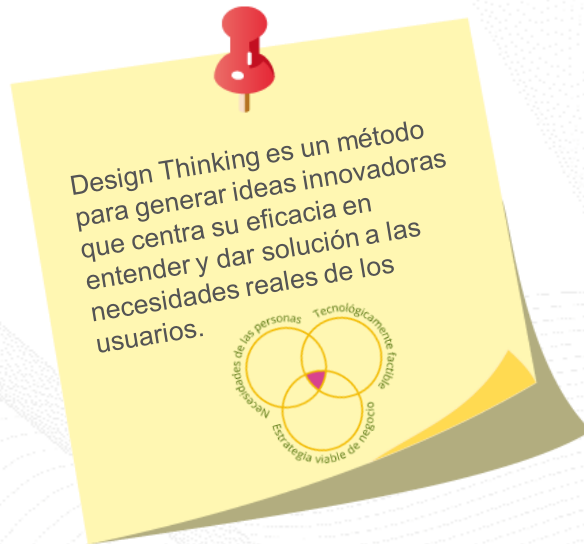 Design Thinking es un método
para generar ideas innovadoras
que centra su eficacia en
entender y dar solución a las
necesidades reales de los
usuarios.
Necesidades de las personas
Tecnológicamente factible
Estrategia viable de negocio